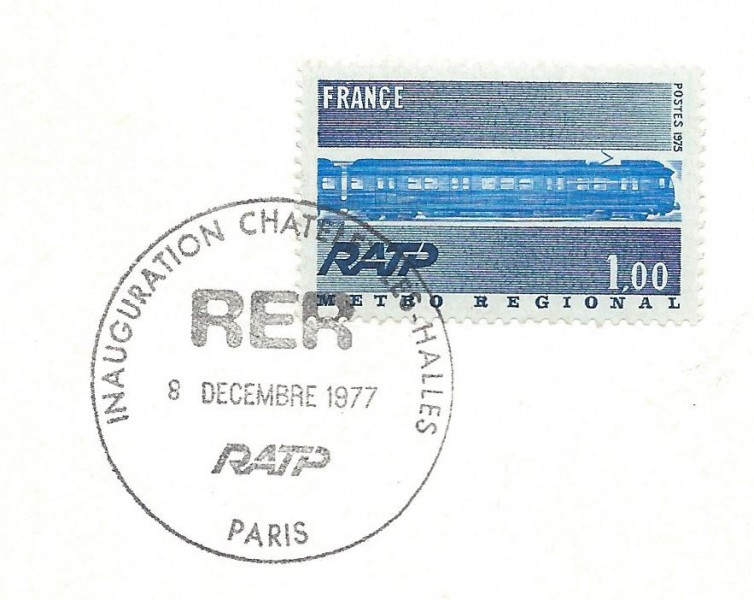 FRANCE
POSTES 1975
RATP
1,00
METRO REGIONAL
INAUGURATION CHATELET-LES-HALLES
RER
8 DECEMBRE 1977
RATP
PARIS